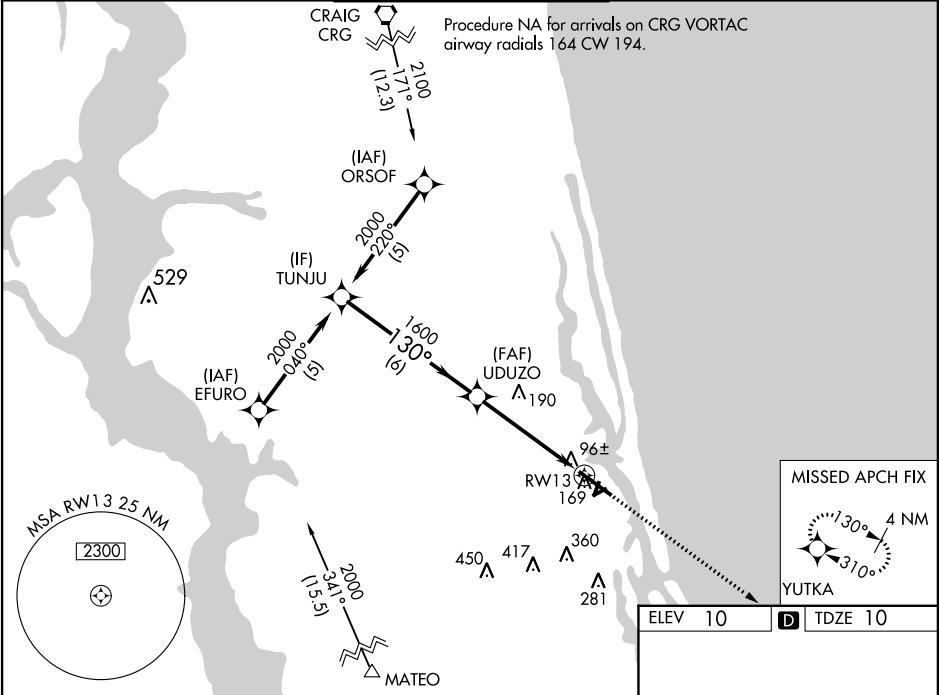 CRAIG
CRG
Procedure NA for arrivals on CRG VORTAC
airway radials 164 CW 194.
2100
171°
(12.3)
(IAF)
ORSOF
2000
220°
(5)
(IF)
TUNJU
529
2000
040°
(5)
(IAF)
EFURO
1600
130°
(6)
(FAF)
UDUZO
190
96±
RW13
169
MISSED APCH FIX
130°
4 NM
310°
YUTKA
MSA RW13 25 NM
2300
450
417
360
281
2000
341°
(15.5)
MATEO
ELEV 10
D
TDZE 10